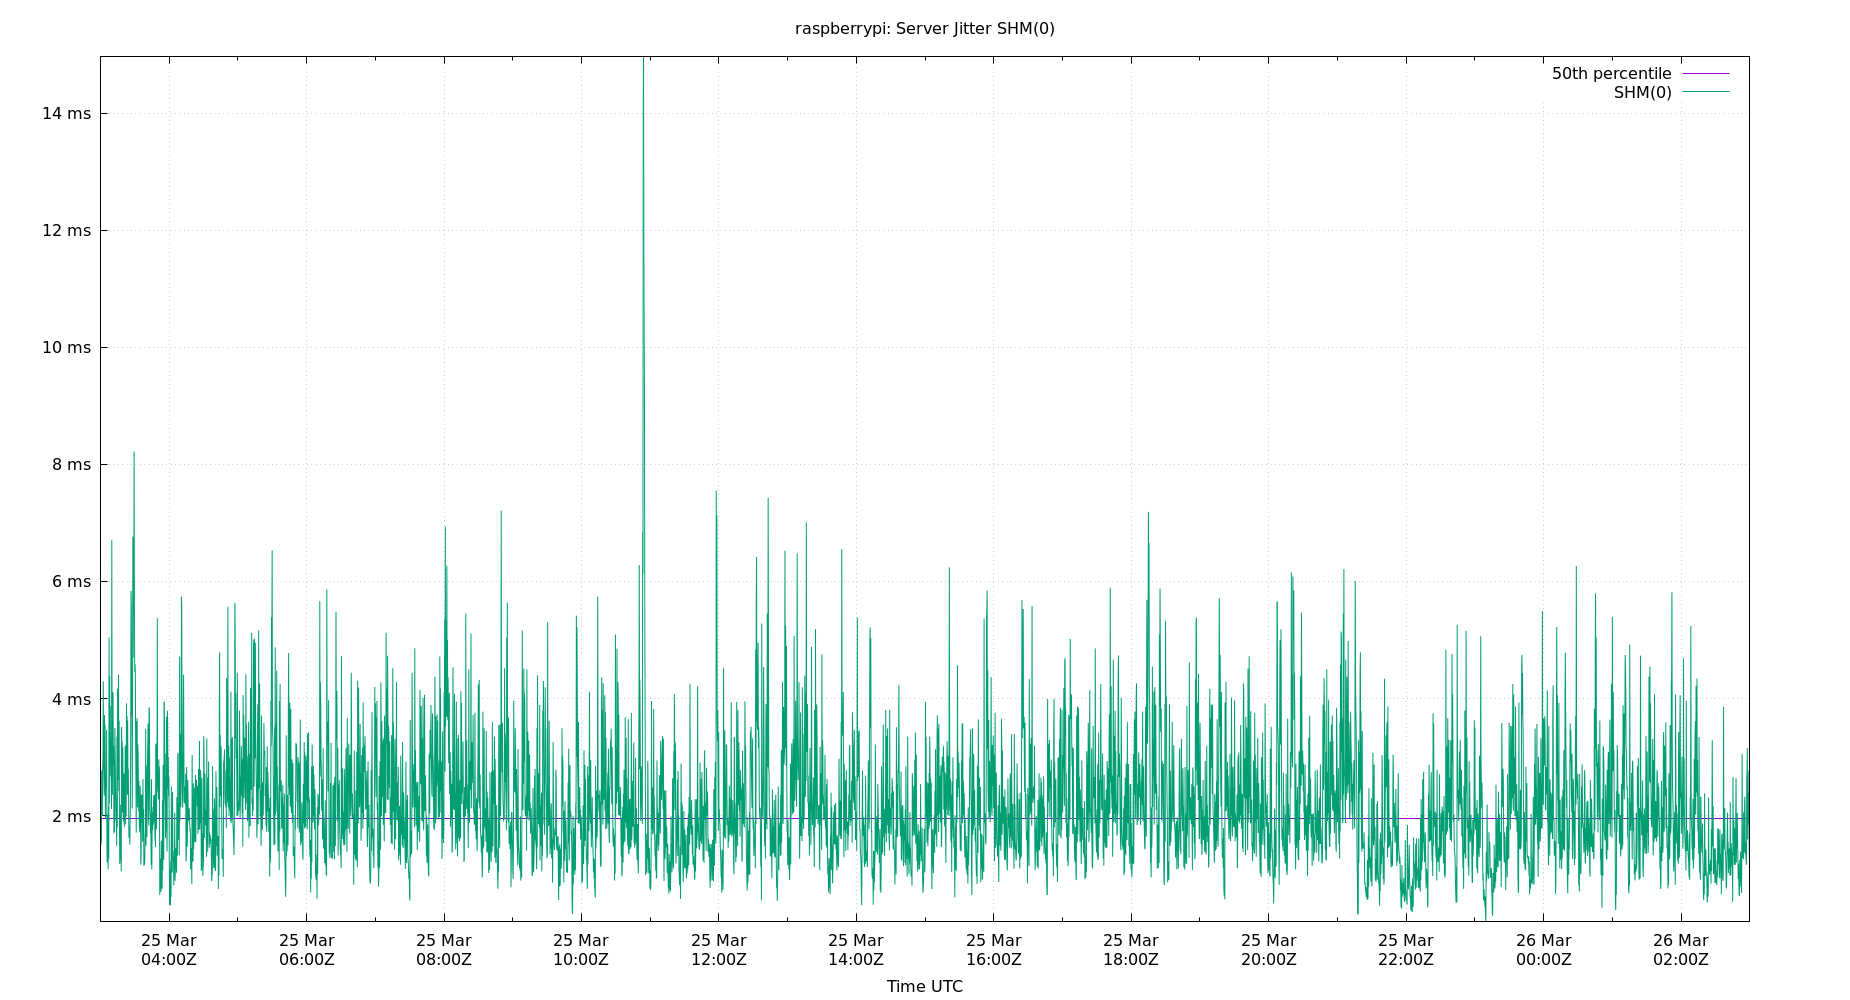 raspberrypi: Server Jitter SHM(0)
50th percentile
SHM(0)
14 ms
12 ms
10 ms
8 ms
6 ms
4 ms
2 ms
25 Mar 25 Mar 25 Mar 25 Mar 25 Mar 25 Mar 25 Mar 25 Mar 25 Mar 25 Mar 26 Mar 26 Mar
04:00Z 06:00Z 08:00Z 10:00Z 12:00Z 14:00Z 16:00Z 18:00Z 20:00Z 22:00Z 00:00Z 02:00Z
Time UTC